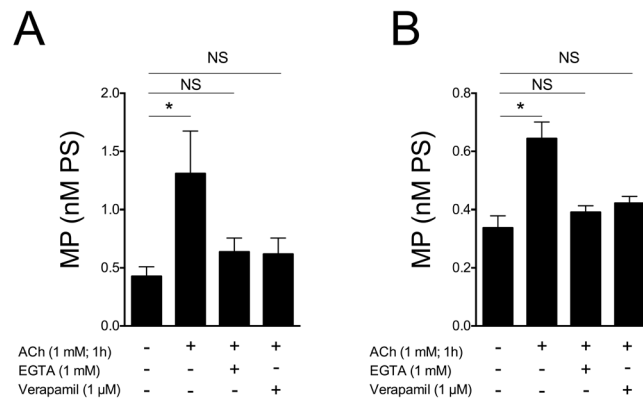 A
NS
NS
*
2.0
1.5
1.0
0.5
0.0
MP (nM PS)
ACh (1 mM; 1h) - + + +
EGTA (1 mM) - - + -
Verapamil (1 µM) - - - +
B
NS
NS
*
0.8
0.6
0.4
0.2
0.0
MP (nM PS)
ACh (1 mM; 1h) - + + +
EGTA (1 mM) - - + -
Verapamil (1 µM) - - - +